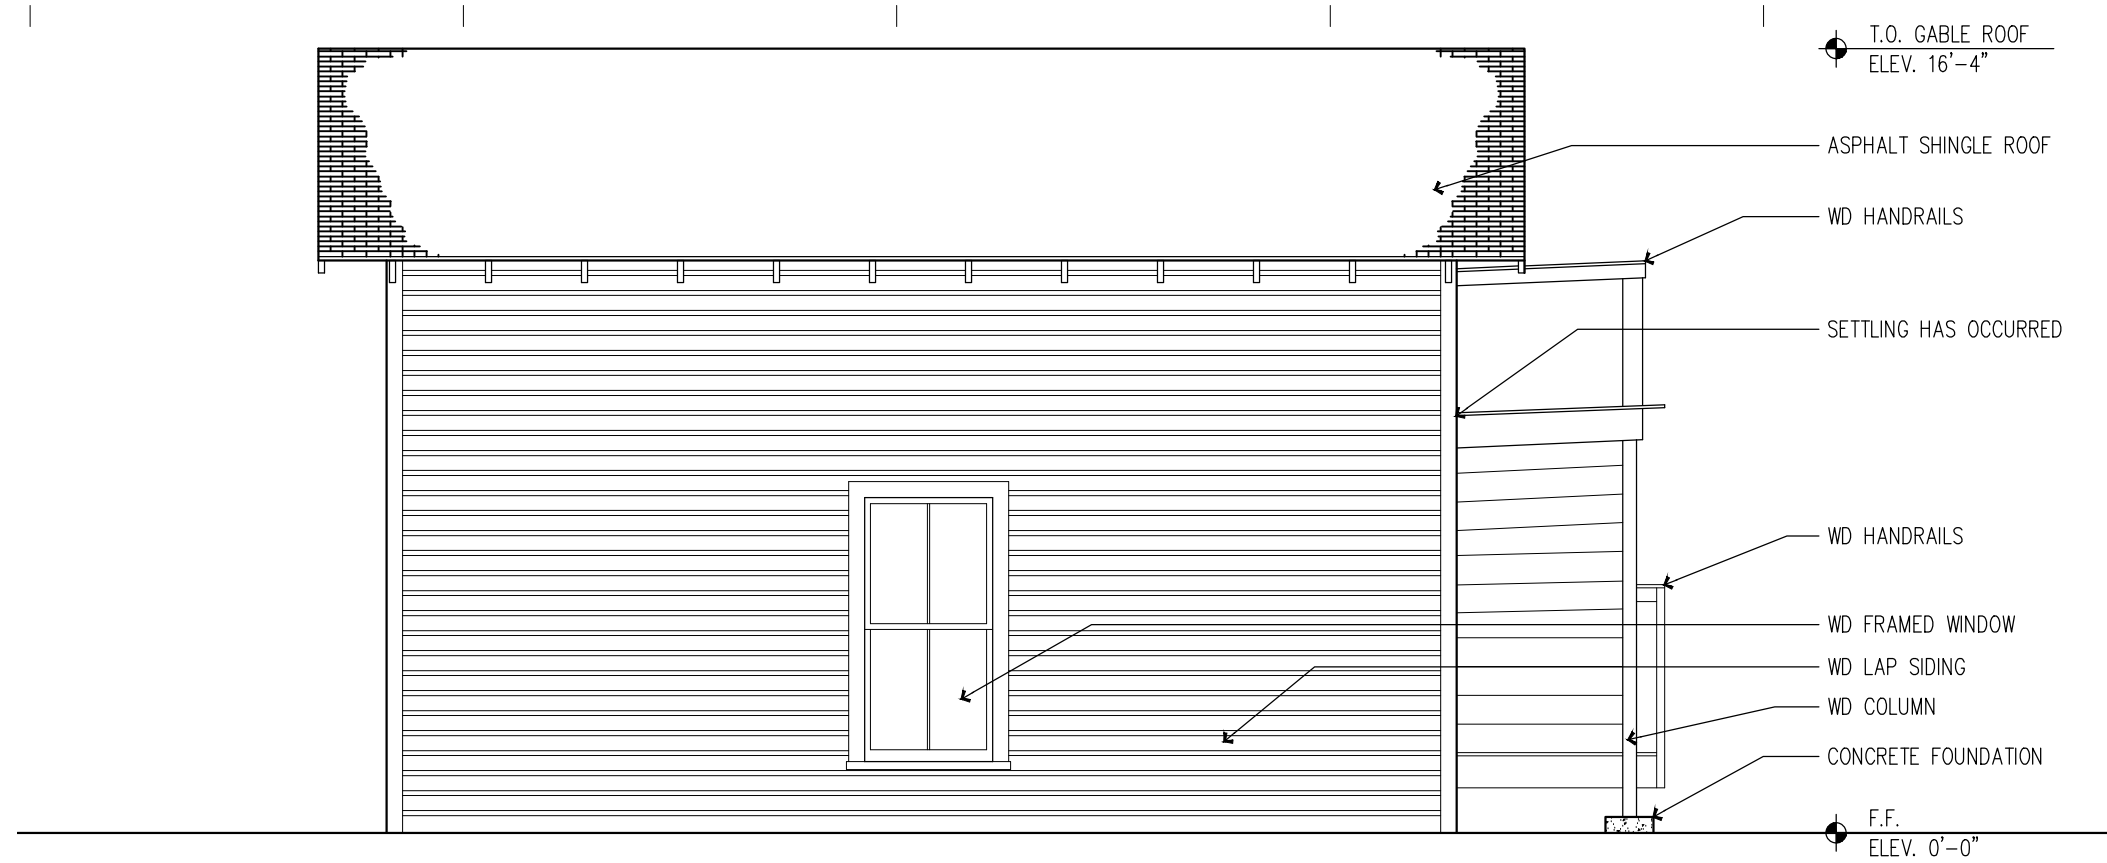 T.O. GABLE ROOF
ELEV. 16'-4"
ASPHALT SHINGLE ROOF
WD HANDRAILS
SETTLING HAS OCCURRED
WD HANDRAILS
WD FRAMED WINDOW
WD LAP SIDING
WD COLUMN
CONCRETE FOUNDATION
F.F.
ELEV. 0'-0"